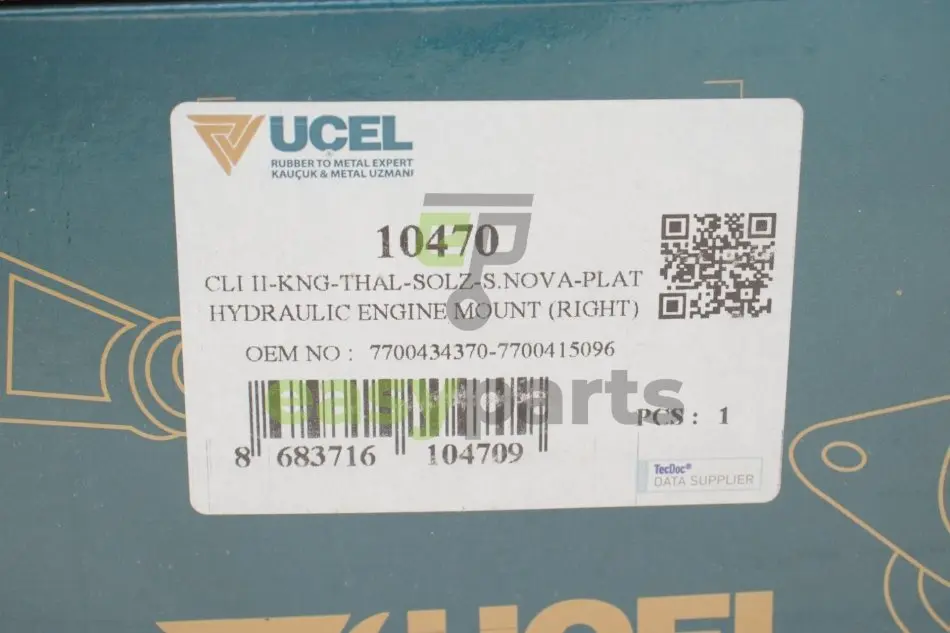 UCEL
®
RUBBER TO METAL EXPERT
KAUÇUK & METAL UZMANI
10470
CLI II-KNG-THAL-SOLZ-S.NOVA-PLAT
HYDRAULIC ENGINE MOUNT (RIGHT)
OEM NO : 7700434370-7700415096
easyparts
PCS : 1
8 683716 104709
TecDoc®
DATA SUPPLIER
UCEL